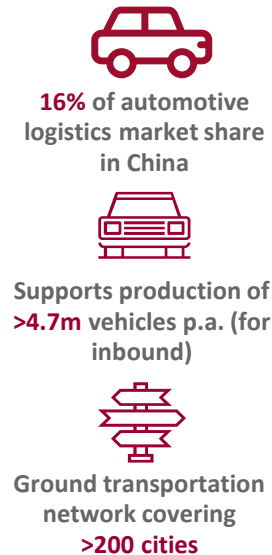 16% of automotive
logistics market share
in China
Supports production of
>4.7m vehicles p.a. (for
inbound)
Ground transportation
network covering
>200 cities